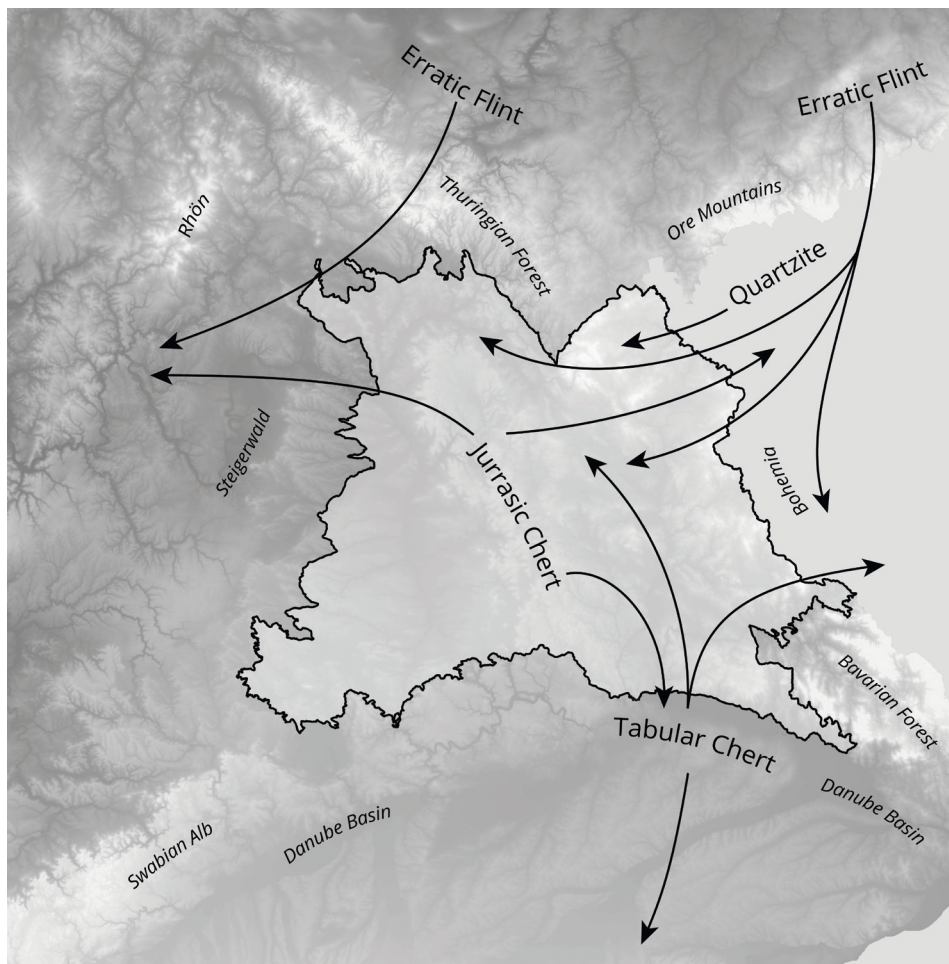 Erratic Flint
Erratic Flint
Rhön
Thuringian Forest
Ore Mountains
Quartzite
Steigerwald
Jurrasic Chert
Bohemia
Bavarian Forest
Tabular Chert
Danube Basin
Danube Basin
Swabian Alb